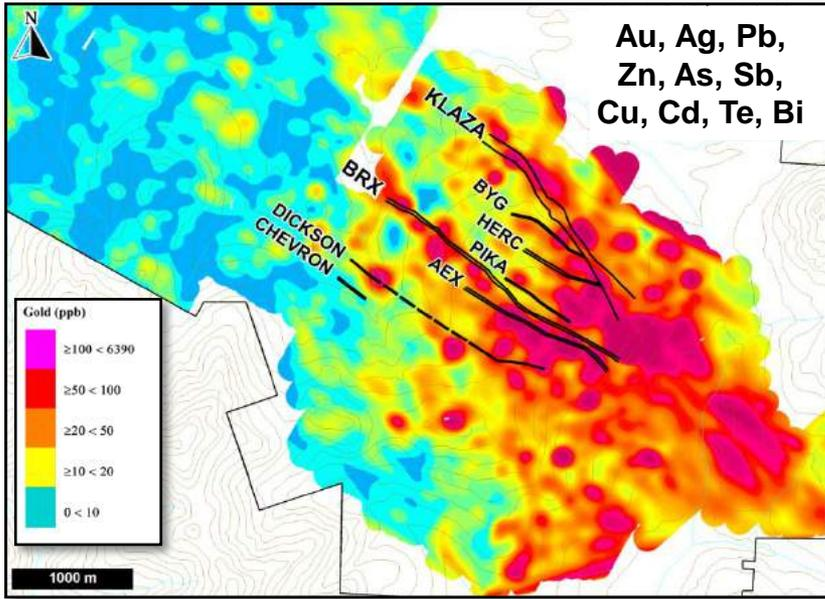 N
Au, Ag, Pb,
Zn, As, Sb,
Cu, Cd, Te, Bi
KLAZA
BRX
BYG
HERC
PIKA
AEX
DICKSON
CHEVRON
Gold (ppb)
≥100 < 6390
≥50 < 100
≥20 < 50
≥10 < 20
0 < 10
1000 m